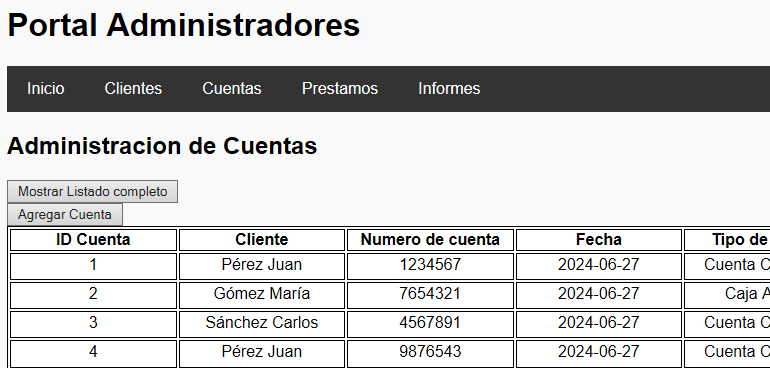 Portal Administradores
Inicio Clientes Cuentas Prestamos Informes
Administracion de Cuentas
Mostrar Listado completo
Agregar Cuenta
ID Cuenta Cliente Numero de cuenta Fecha Tipo de
1 Pérez Juan 1234567 2024-06-27 Cuenta C
2 Gómez María 7654321 2024-06-27 Caja A
3 Sánchez Carlos 4567891 2024-06-27 Cuenta C
4 Pérez Juan 9876543 2024-06-27 Cuenta C